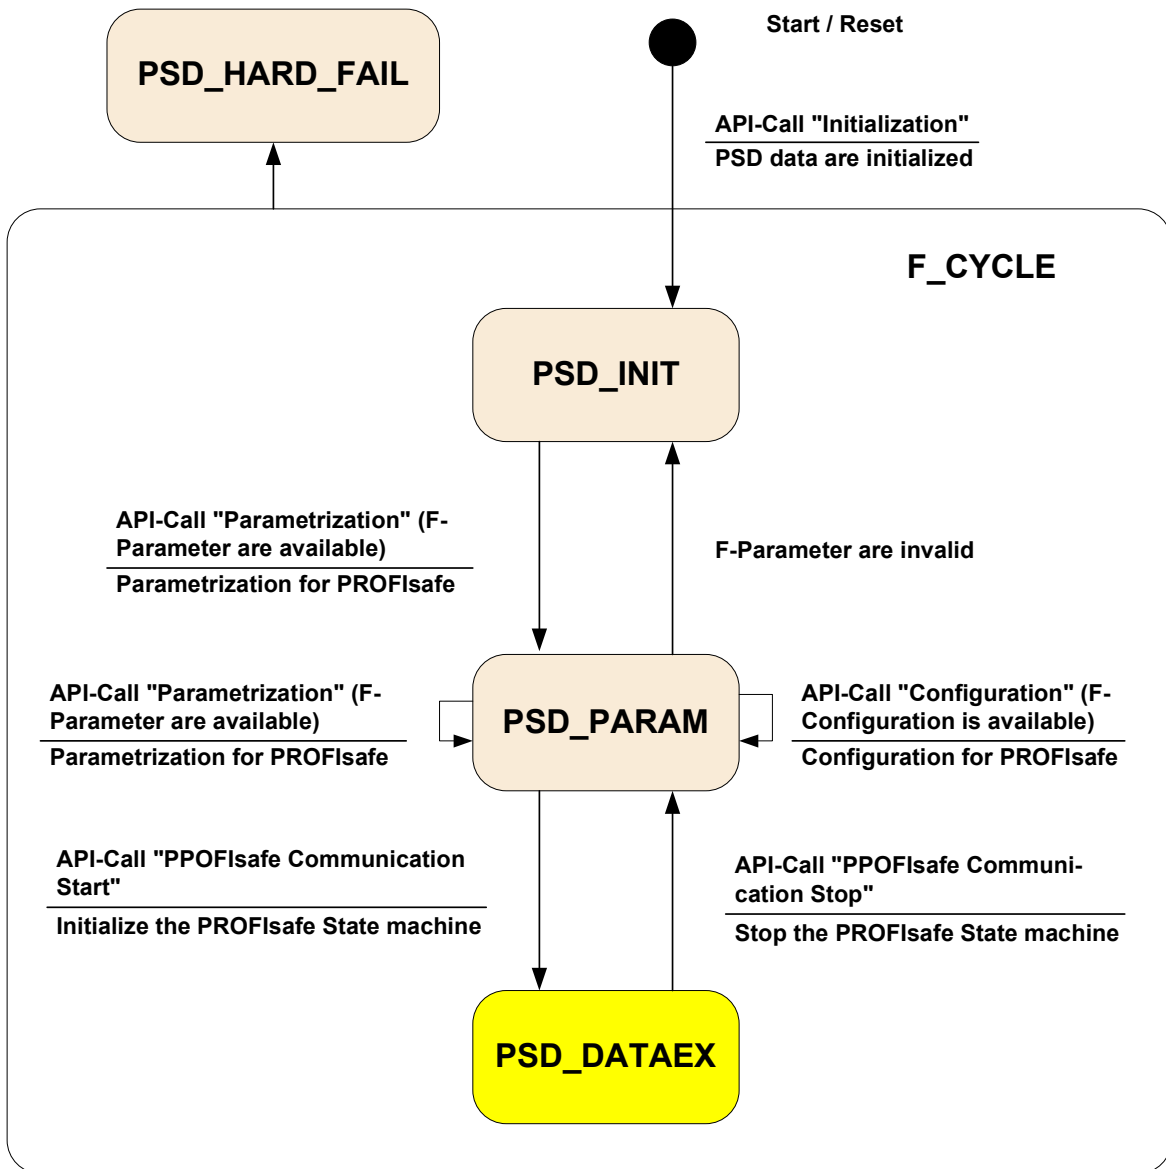 Start / Reset
PSD_HARD_FAIL
API-Call "Initialization"
PSD data are initialized
F_CYCLE
PSD_INIT
API-Call "Parametrization" (F-
Parameter are available)
Parametrization for PROFIsafe
F-Parameter are invalid
API-Call "Parametrization" (F-
Parameter are available)
Parametrization for PROFIsafe
PSD_PARAM
API-Call "Configuration" (F-
Configuration is available)
Configuration for PROFIsafe
API-Call "PPOFIsafe Communication
Start"
Initialize the PROFIsafe State machine
API-Call "PPOFIsafe Communi-
cation Stop"
Stop the PROFIsafe State machine
PSD_DATAEX